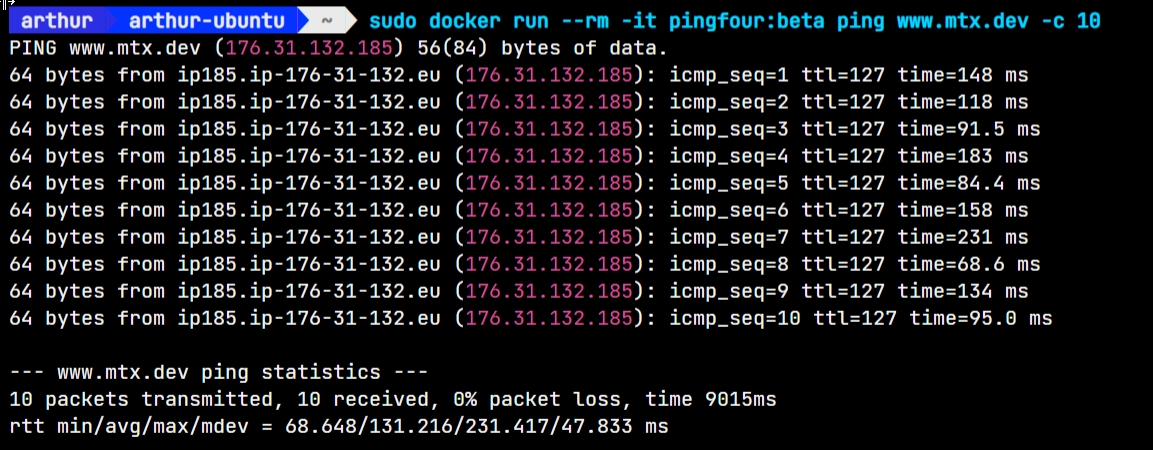 arthur arthur-ubuntu ~ sudo docker run --rm -it pingfour:beta ping www.mtx.dev -c 10
PING www.mtx.dev (176.31.132.185) 56(84) bytes of data.
64 bytes from ip185.ip-176-31-132.eu (176.31.132.185): icmp_seq=1 ttl=127 time=148 ms
64 bytes from ip185.ip-176-31-132.eu (176.31.132.185): icmp_seq=2 ttl=127 time=118 ms
64 bytes from ip185.ip-176-31-132.eu (176.31.132.185): icmp_seq=3 ttl=127 time=91.5 ms
64 bytes from ip185.ip-176-31-132.eu (176.31.132.185): icmp_seq=4 ttl=127 time=183 ms
64 bytes from ip185.ip-176-31-132.eu (176.31.132.185): icmp_seq=5 ttl=127 time=84.4 ms
64 bytes from ip185.ip-176-31-132.eu (176.31.132.185): icmp_seq=6 ttl=127 time=158 ms
64 bytes from ip185.ip-176-31-132.eu (176.31.132.185): icmp_seq=7 ttl=127 time=231 ms
64 bytes from ip185.ip-176-31-132.eu (176.31.132.185): icmp_seq=8 ttl=127 time=68.6 ms
64 bytes from ip185.ip-176-31-132.eu (176.31.132.185): icmp_seq=9 ttl=127 time=134 ms
64 bytes from ip185.ip-176-31-132.eu (176.31.132.185): icmp_seq=10 ttl=127 time=95.0 ms
--- www.mtx.dev ping statistics ---
10 packets transmitted, 10 received, 0% packet loss, time 9015ms
rtt min/avg/max/mdev = 68.648/131.216/231.417/47.833 ms